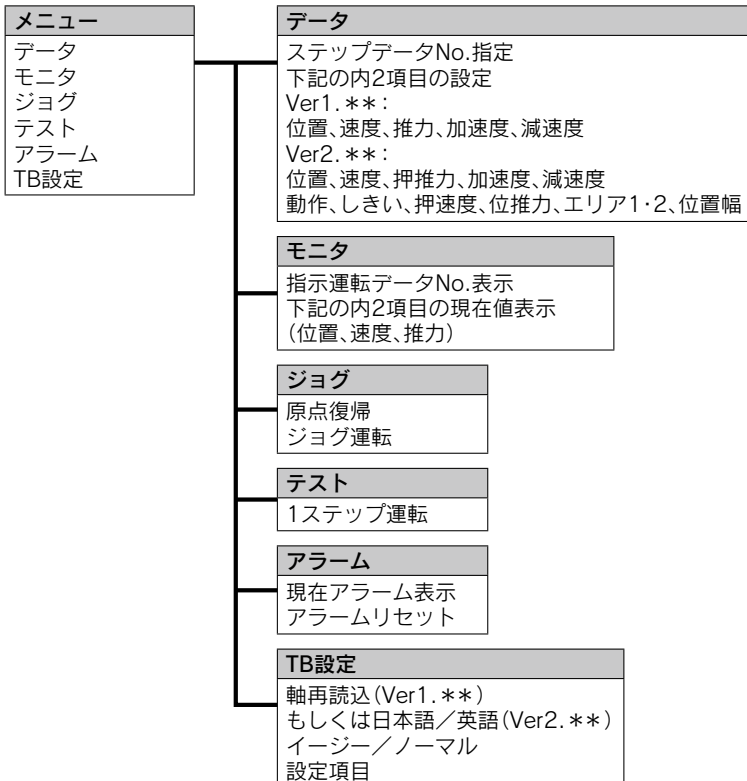 メニュー
データ
モニタ
ジョグ
テスト
アラーム
TB設定
データ
ステップデータNo.指定
下記の内2項目の設定
Ver1.**：
位置、速度、推力、加速度、減速度
Ver2.**：
位置、速度、押推力、加速度、減速度
動作、しきい、押速度、位推力、エリア1・2、位置幅
モニタ
指示運転データNo.表示
下記の内2項目の現在値表示
（位置、速度、推力）
ジョグ
原点復帰
ジョグ運転
テスト
1ステップ運転
アラーム
現在アラーム表示
アラームリセット
TB設定
軸再読込（Ver1.**）
もしくは日本語／英語（Ver2.**）
イージー／ノーマル
設定項目